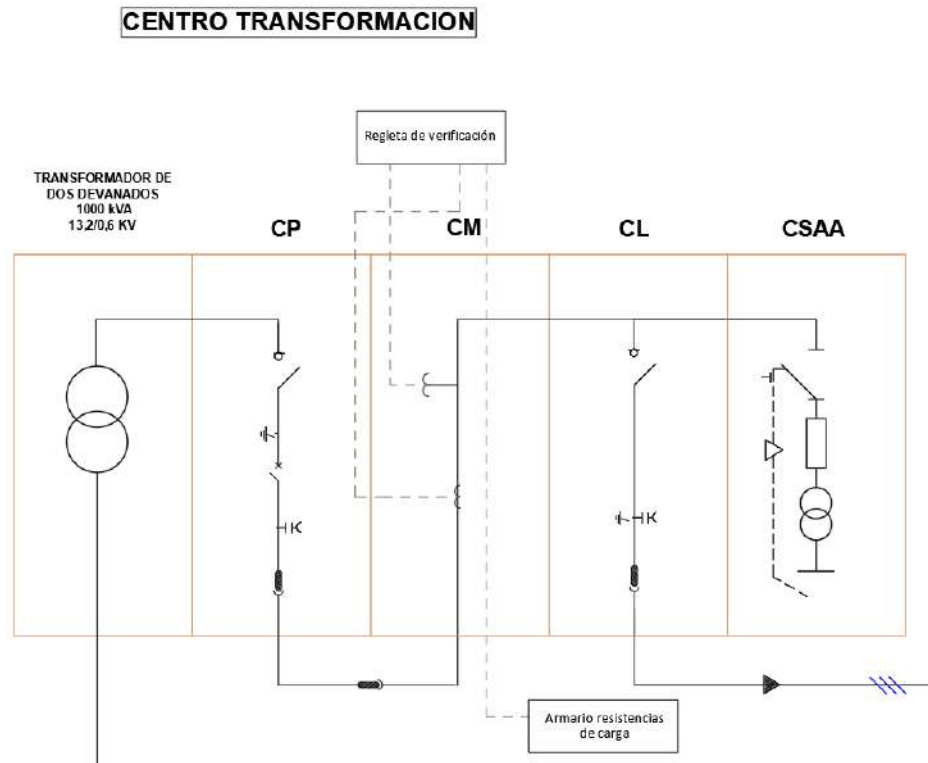 CENTRO TRANSFORMACION
Regleta de verificación
TRANSFORMADOR DE
DOS DEVANADOS
1000 kVA
13,2/0,6 KV
CP
CM
CL
CSAA
Armario resistencias
de carga